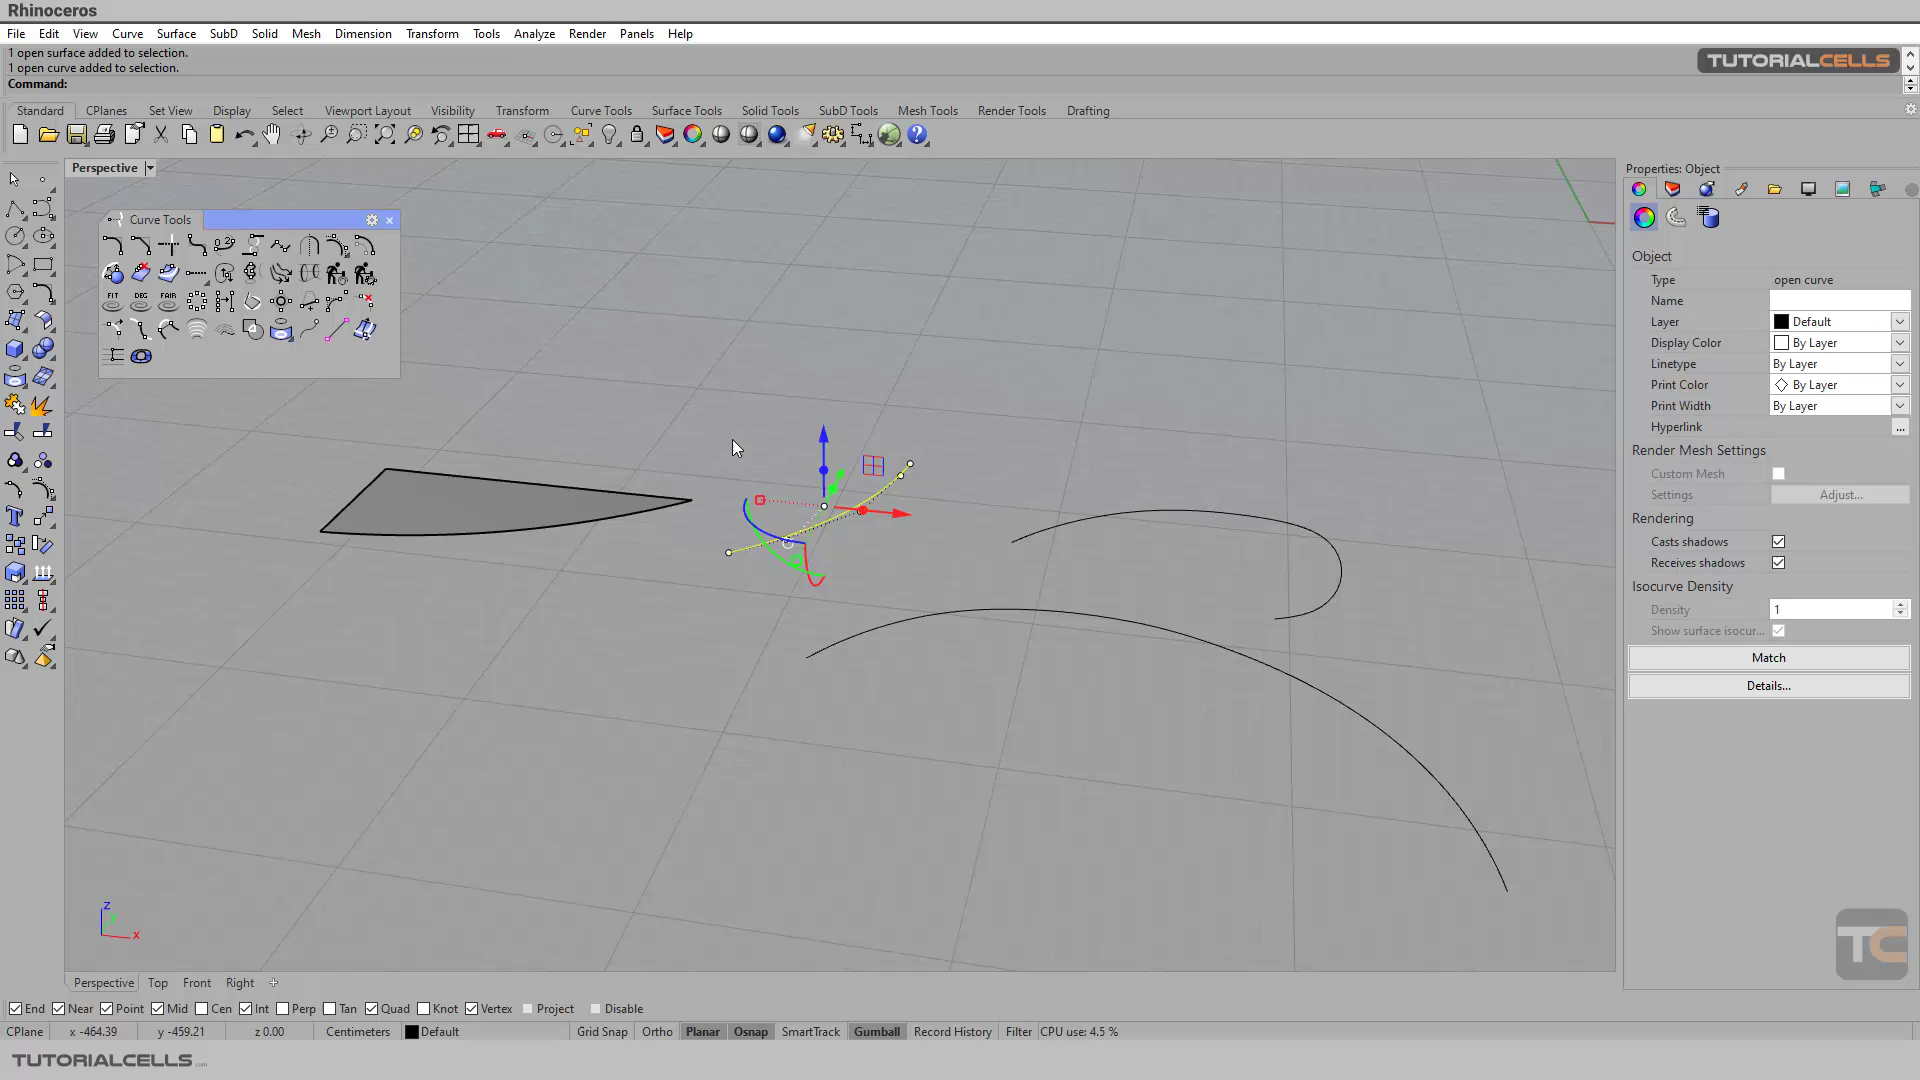 Rhinoceros
File Edit View Curve Surface SubD Solid Mesh Dimension Transform Tools Analyze Render Panels Help
1 open surface added to selection.
1 open curve added to selection.
Command:
TUTORIALCELLS
Standard CPlanes Set View Display Select Viewport Layout Visibility Transform Curve Tools Surface Tools Solid Tools SubD Tools Mesh Tools Render Tools Drafting
Perspective
Curve Tools
FIT DEG FAIR
Properties: Object
Object
Type open curve
Name
Layer Default
Display Color By Layer
Linetype By Layer
Print Color By Layer
Print Width By Layer
Hyperlink ...
Render Mesh Settings
Custom Mesh
Settings Adjust...
Rendering
Casts shadows
Receives shadows
Isocurve Density
Density 1
Show surface isocur...
Match
Details...
z
y
x
TC
Perspective Top Front Right
End Near Point Mid Cen Int Perp Tan Quad Knot Vertex Project Disable
CPlane x -464.39 y -459.21 z 0.00 Centimeters Default Grid Snap Ortho Planar Osnap SmartTrack Gumball Record History Filter CPU use: 4.5 %
TUTORIALCELLS